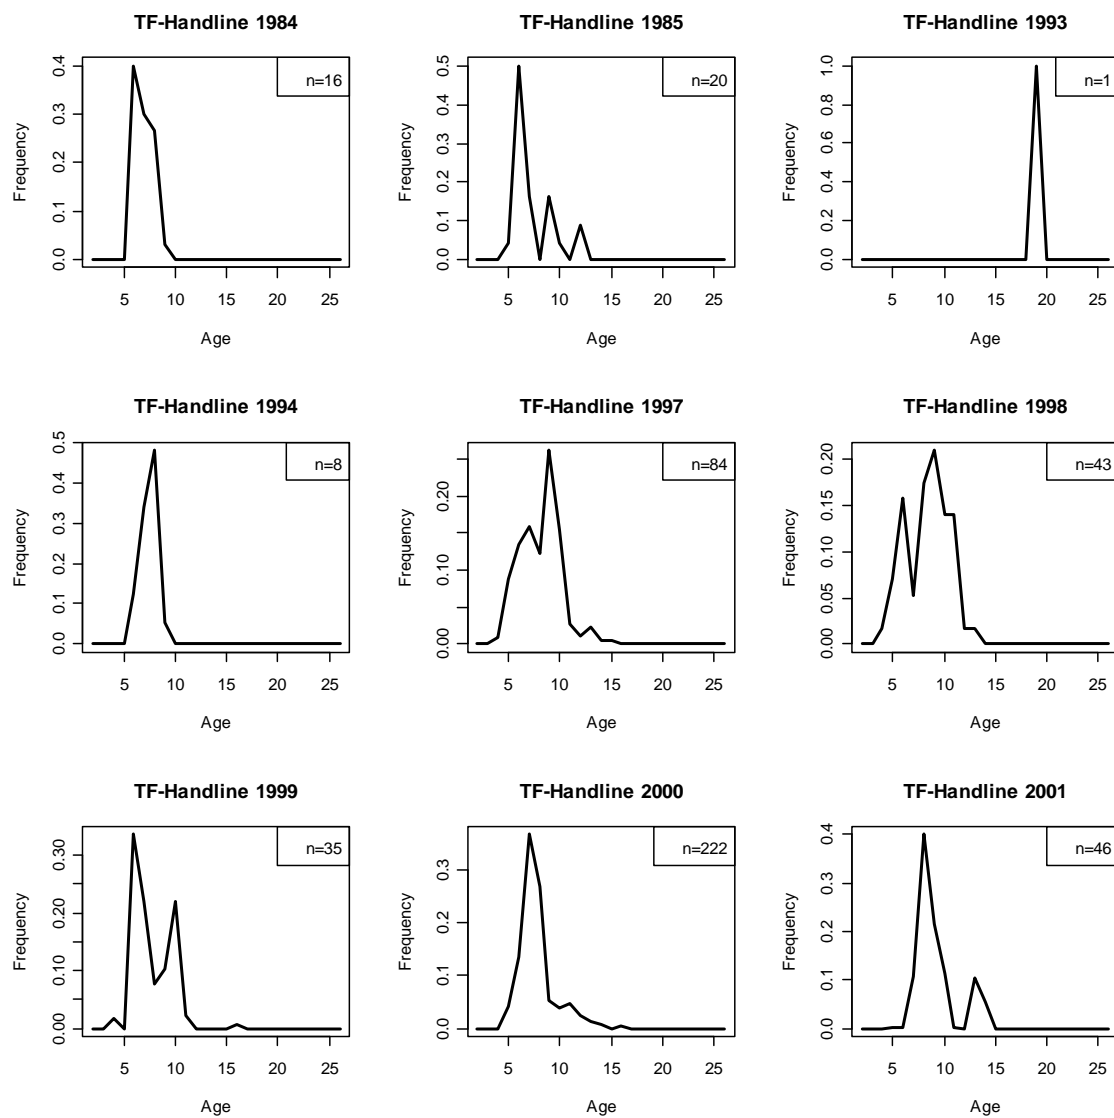 TF-Handline 1984
TF-Handline 1985
TF-Handline 1993
n=16
n=20
n=1
Frequency
0.0 0.1 0.2 0.3 0.4
Frequency
0.0 0.1 0.2 0.3 0.4 0.5
Frequency
0.0 0.2 0.4 0.6 0.8 1.0
5 10 15 20 25
5 10 15 20 25
5 10 15 20 25
Age
Age
Age
TF-Handline 1994
TF-Handline 1997
TF-Handline 1998
n=8
n=84
n=43
Frequency
0.0 0.1 0.2 0.3 0.4 0.5
Frequency
0.00 0.10 0.20
Frequency
0.00 0.05 0.10 0.15 0.20
5 10 15 20 25
5 10 15 20 25
5 10 15 20 25
Age
Age
Age
TF-Handline 1999
TF-Handline 2000
TF-Handline 2001
n=35
n=222
n=46
Frequency
0.00 0.10 0.20 0.30
Frequency
0.0 0.1 0.2 0.3
Frequency
0.0 0.1 0.2 0.3 0.4
5 10 15 20 25
5 10 15 20 25
5 10 15 20 25
Age
Age
Age